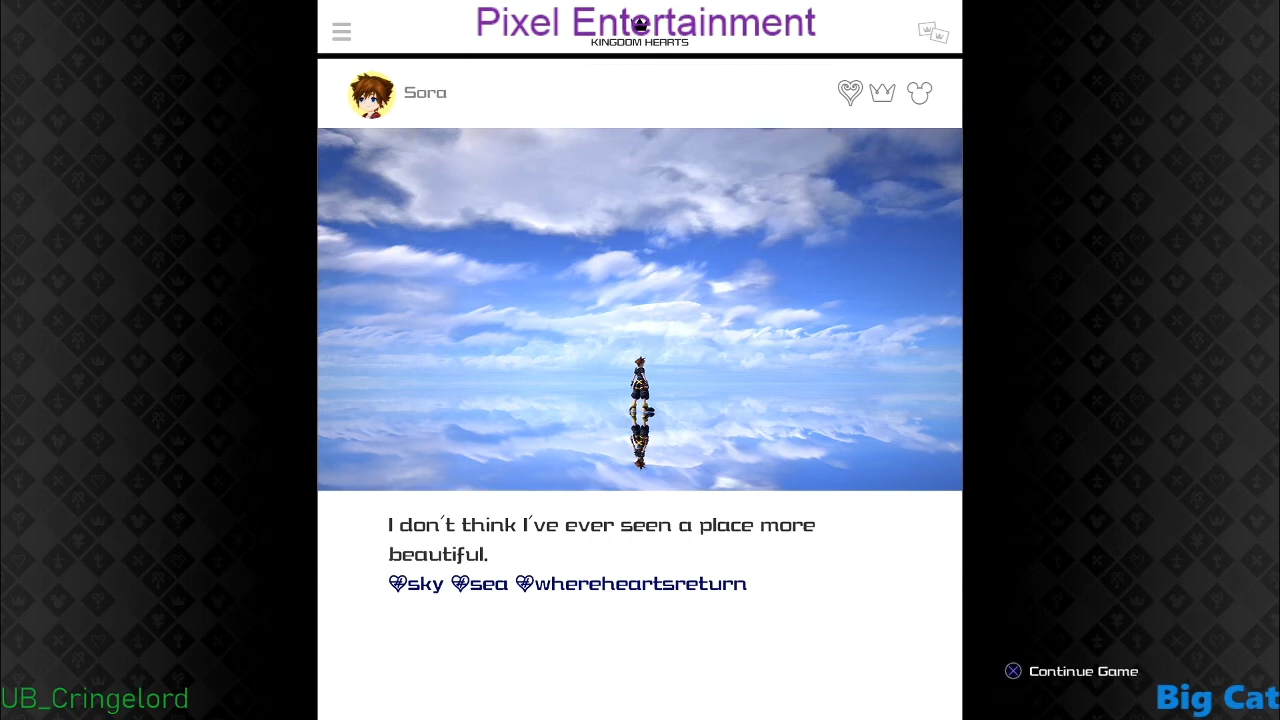 Pixel Entertainment
KINGDOM HEARTS
Sora
I don't think I've ever seen a place more
beautiful.
sky sea whereheartsreturn
Continue Game
UB_Cringelord
Big Cat